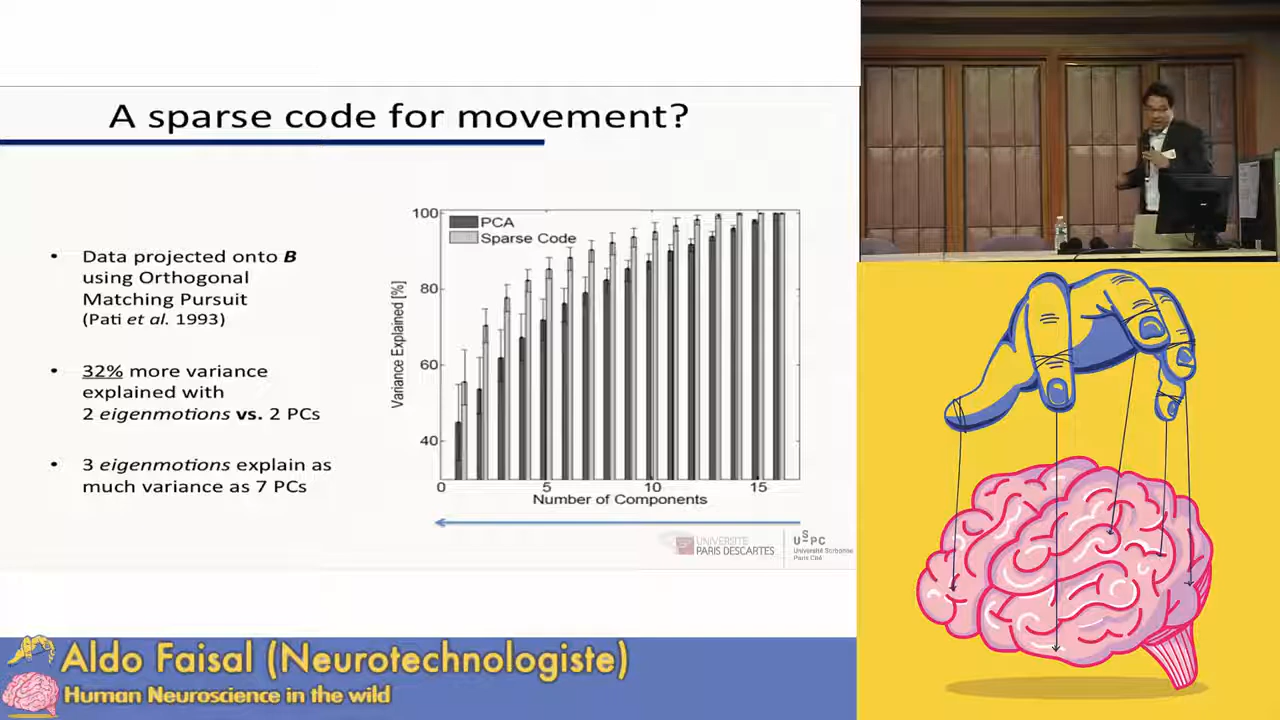 A sparse code for movement?
• Data projected onto B
using Orthogonal
Matching Pursuit
(Pati et al. 1993)
• 32% more variance
explained with
2 eigenmotions vs. 2 PCs
• 3 eigenmotions explain as
much variance as 7 PCs
Variance Explained [%]
100
80
60
40
PCA
Sparse Code
0 5 10 15
Number of Components
UNIVERSITÉ
PARIS DESCARTES
USPC
Université Sorbonne
Paris Cité
Aldo Faisal (Neurotechnologiste)
Human Neuroscience in the wild